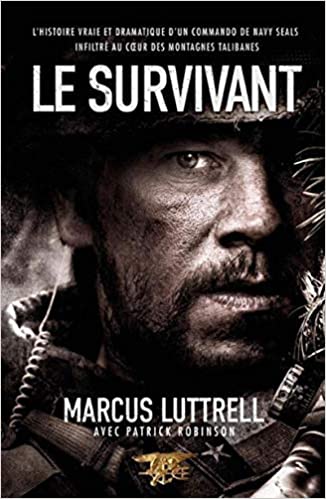 L'HISTOIRE VRAIE ET DRAMATIQUE D'UN COMMANDO DE NAVY SEALS
INFILTRÉ AU CŒUR DES MONTAGNES TALIBANES
LE SURVIVANT
MARCUS LUTTRELL
AVEC PATRICK ROBINSON